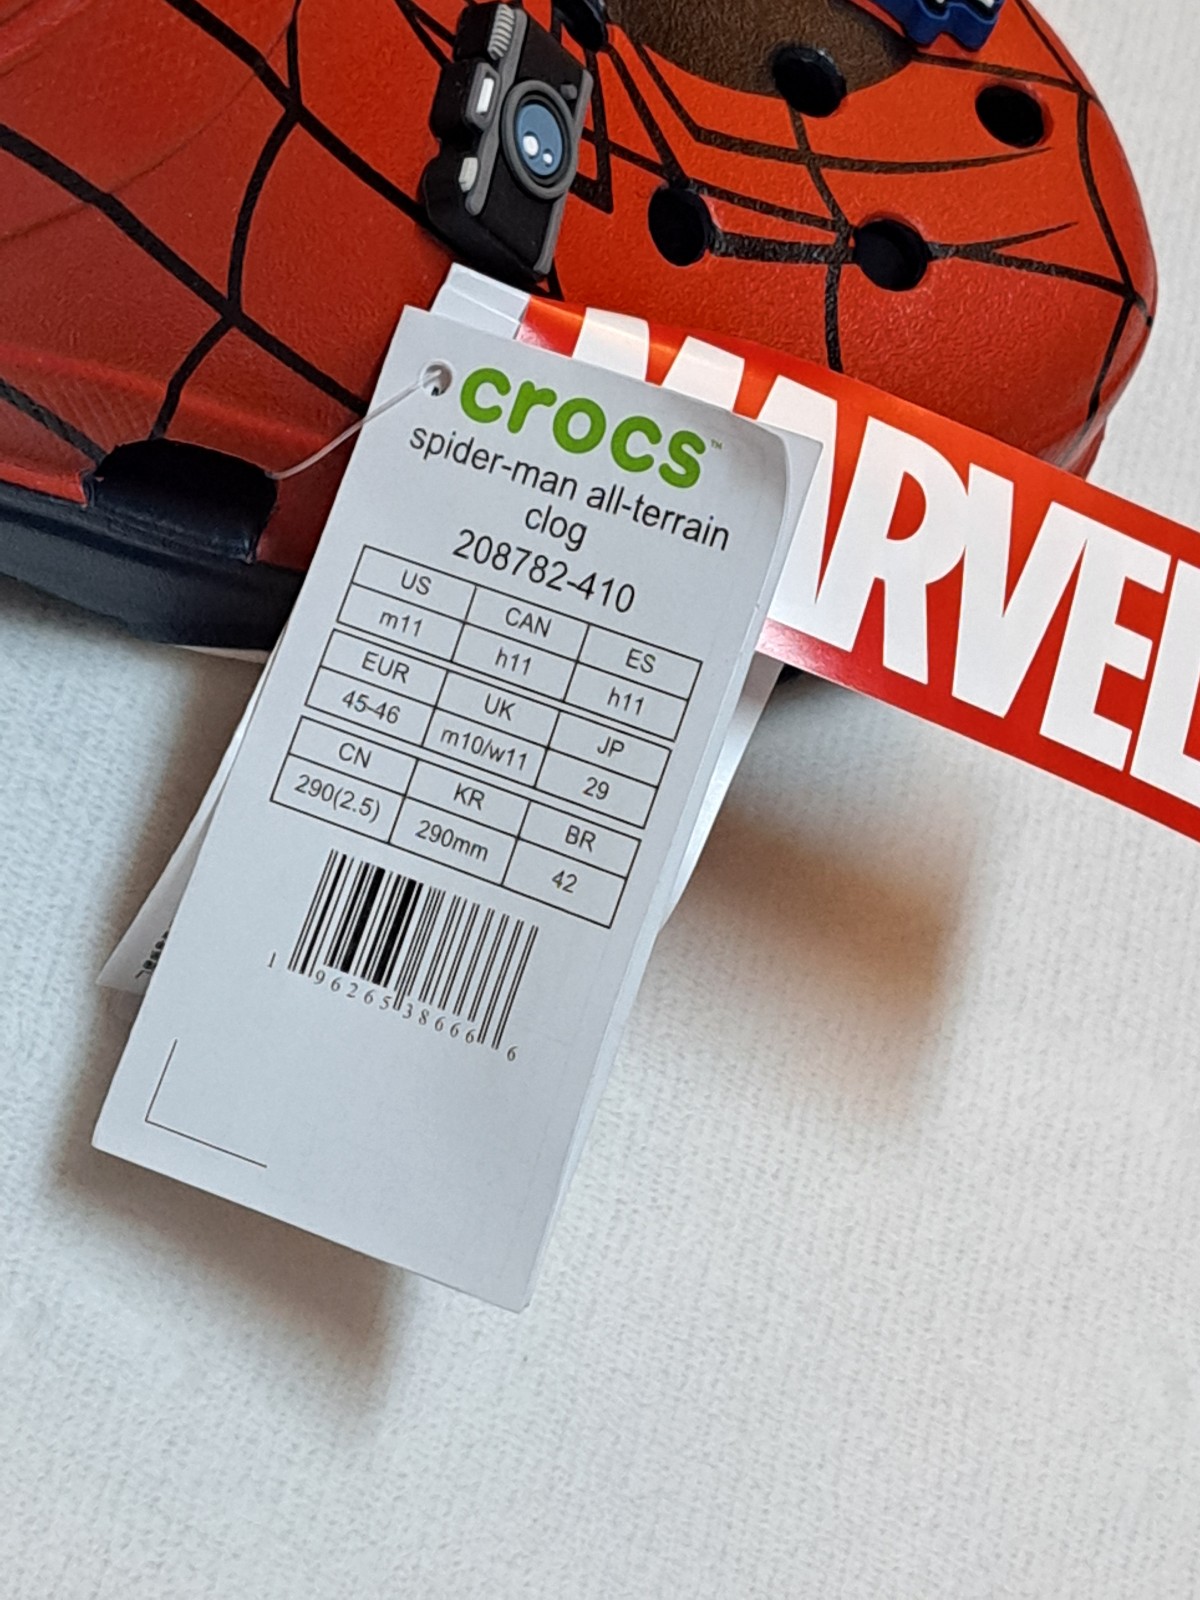 crocs™
spider-man all-terrain
clog
208782-410
US CAN ES
m11 h11 h11
EUR UK JP
45-46 m10/w11 29
CN KR BR
290(2.5) 290mm 42
1 96265 38666 6
MARVEL